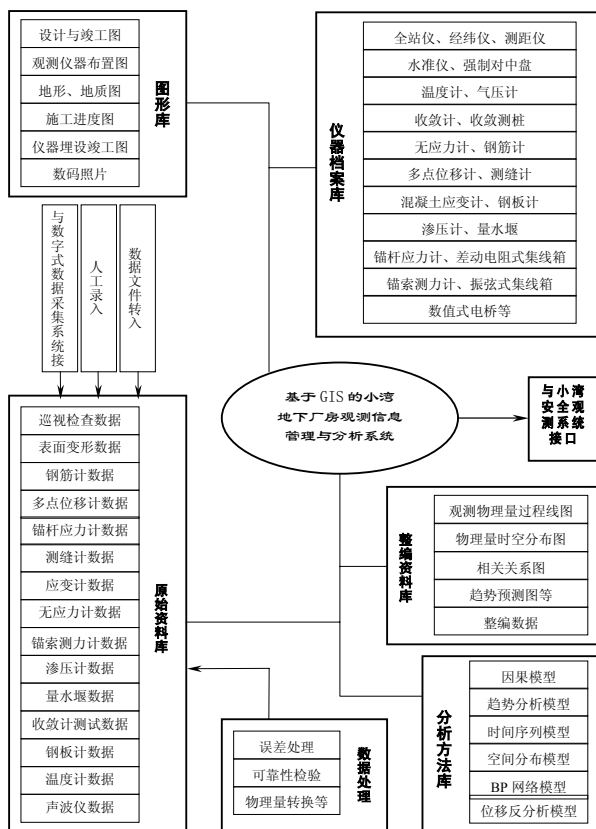 设计与竣工图
观测仪器布置图
地形、地质图
施工进度图
仪器埋设竣工图
数码照片
图形库
全站仪、经纬仪、测距仪
水准仪、强制对中盘
温度计、气压计
收敛计、收敛测桩
无应力计、钢筋计
多点位移计、测缝计
混凝土应变计、钢板计
渗压计、量水堰
锚杆应力计、差动电阻式集线箱
锚索测力计、振弦式集线箱
数值式电桥等
仪器档案库
与数字式数据采集系统接
人工录入
数据文件转入
基于 GIS 的小湾
地下厂房观测信息
管理与分析系统
与小湾
安全观
测系统
接口
巡视检查数据
表面变形数据
钢筋计数据
多点位移计数据
锚杆应力计数据
测缝计数据
应变计数据
无应力计数据
锚索测力计数据
渗压计数据
量水堰数据
收敛计测试数据
钢板计数据
温度计数据
声波仪数据
原始资料库
整编资料库
观测物理量过程线图
物理量时空分布图
相关关系图
趋势预测图等
整编数据
误差处理
可靠性检验
物理量转换等
数据处理
分析方法库
因果模型
趋势分析模型
时间序列模型
空间分布模型
BP 网络模型
位移反分析模型